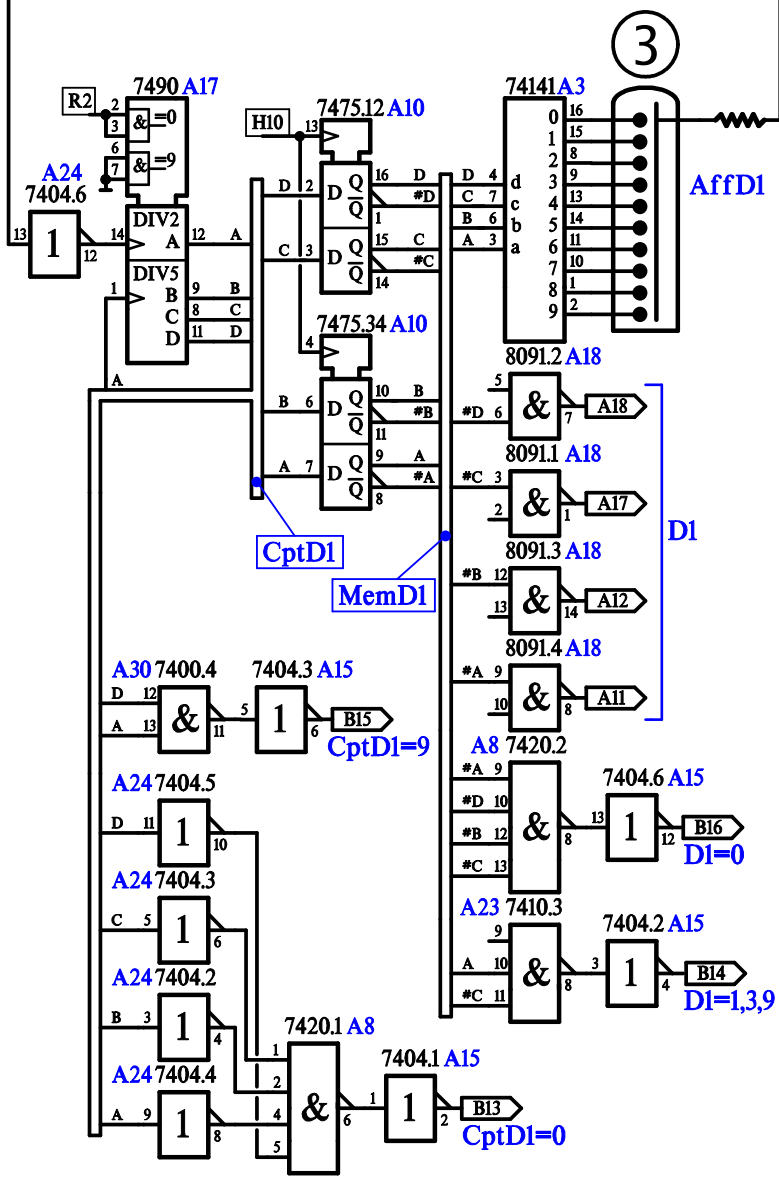 3
7490 A17
R2
2
3
& =0
6
7
& =9
A24
7404.6
13
1
12
14
DIV2
A
12
A
DIV5
1
B
9
B
C
8
C
D
11
D
A
7475.12 A10
H10
13
D
2
D
Q
16
D
Q
1
#D
C
3
D
Q
15
C
Q
14
#C
7475.34 A10
4
B
6
D
Q
10
B
Q
11
#B
A
7
D
Q
9
A
Q
8
#A
CptD1
MemD1
74141 A3
D
4
d
C
7
c
B
6
b
A
3
a
0
16
1
15
2
8
3
9
4
13
5
14
6
11
7
10
8
1
9
2
AffD1
8091.2 A18
5
#D
6
&
7
A18
8091.1 A18
#C
3
2
&
1
A17
D1
8091.3 A18
#B
12
13
&
14
A12
8091.4 A18
#A
9
10
&
8
A11
A30 7400.4
D
12
A
13
&
11
7404.3 A15
5
1
6
B15
CptD1=9
A8 7420.2
#A
9
#D
10
#B
12
#C
13
&
8
7404.6 A15
13
1
12
B16
D1=0
A24 7404.5
D
11
1
10
A24 7404.3
C
5
1
6
A23 7410.3
9
A
10
#C
11
&
8
7404.2 A15
3
1
4
B14
D1=1,3,9
A24 7404.2
B
3
1
4
A24 7404.4
A
9
1
8
7420.1 A8
1
2
4
5
&
6
7404.1 A15
1
1
2
B13
CptD1=0